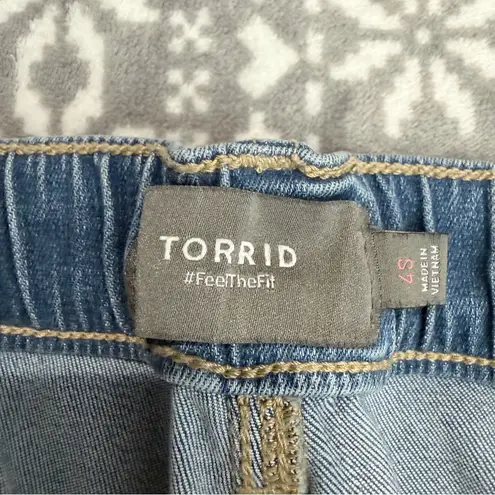 TORRID
#FeelTheFit
4S
MADE IN
VIETNAM